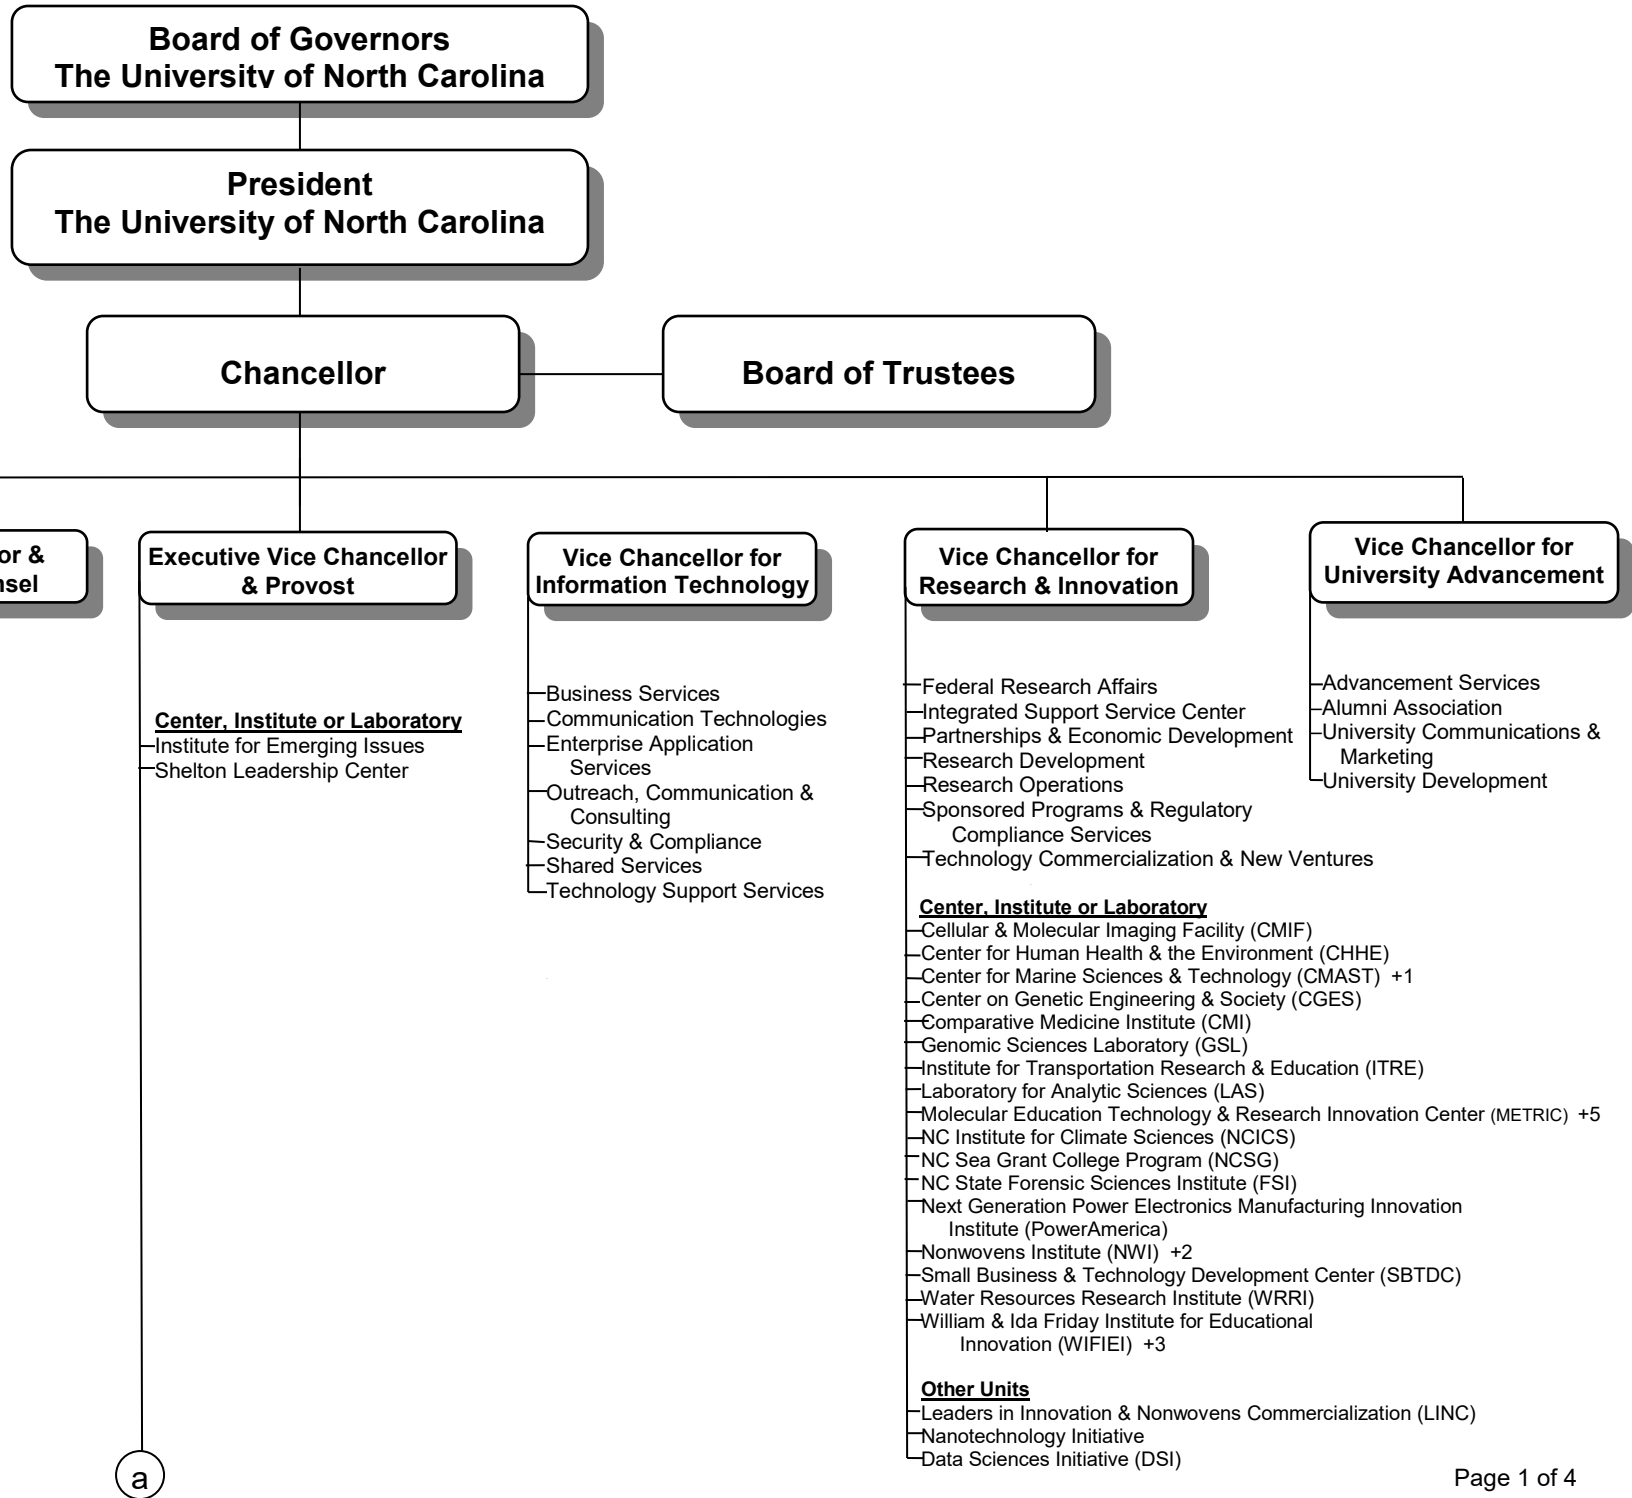 Board of Governors
The University of North Carolina
President
The University of North Carolina
Chancellor
Board of Trustees
or &
nsel
Executive Vice Chancellor
& Provost
Center, Institute or Laboratory
Institute for Emerging Issues
Shelton Leadership Center
Vice Chancellor for
Information Technology
Business Services
Communication Technologies
Enterprise Application
Services
Outreach, Communication &
Consulting
Security & Compliance
Shared Services
Technology Support Services
Vice Chancellor for
Research & Innovation
Federal Research Affairs
Integrated Support Service Center
Partnerships & Economic Development
Research Development
Research Operations
Sponsored Programs & Regulatory
Compliance Services
Technology Commercialization & New Ventures
Center, Institute or Laboratory
Cellular & Molecular Imaging Facility (CMIF)
Center for Human Health & the Environment (CHHE)
Center for Marine Sciences & Technology (CMAST) +1
Center on Genetic Engineering & Society (CGES)
Comparative Medicine Institute (CMI)
Genomic Sciences Laboratory (GSL)
Institute for Transportation Research & Education (ITRE)
Laboratory for Analytic Sciences (LAS)
Molecular Education Technology & Research Innovation Center (METRIC) +5
NC Institute for Climate Sciences (NCICS)
NC Sea Grant College Program (NCSG)
NC State Forensic Sciences Institute (FSI)
Next Generation Power Electronics Manufacturing Innovation
Institute (PowerAmerica)
Nonwovens Institute (NWI) +2
Small Business & Technology Development Center (SBTDC)
Water Resources Research Institute (WRRI)
William & Ida Friday Institute for Educational
Innovation (WIFIEI) +3
Other Units
Leaders in Innovation & Nonwovens Commercialization (LINC)
Nanotechnology Initiative
Data Sciences Initiative (DSI)
Vice Chancellor for
University Advancement
Advancement Services
Alumni Association
University Communications &
Marketing
University Development
a
Page 1 of 4